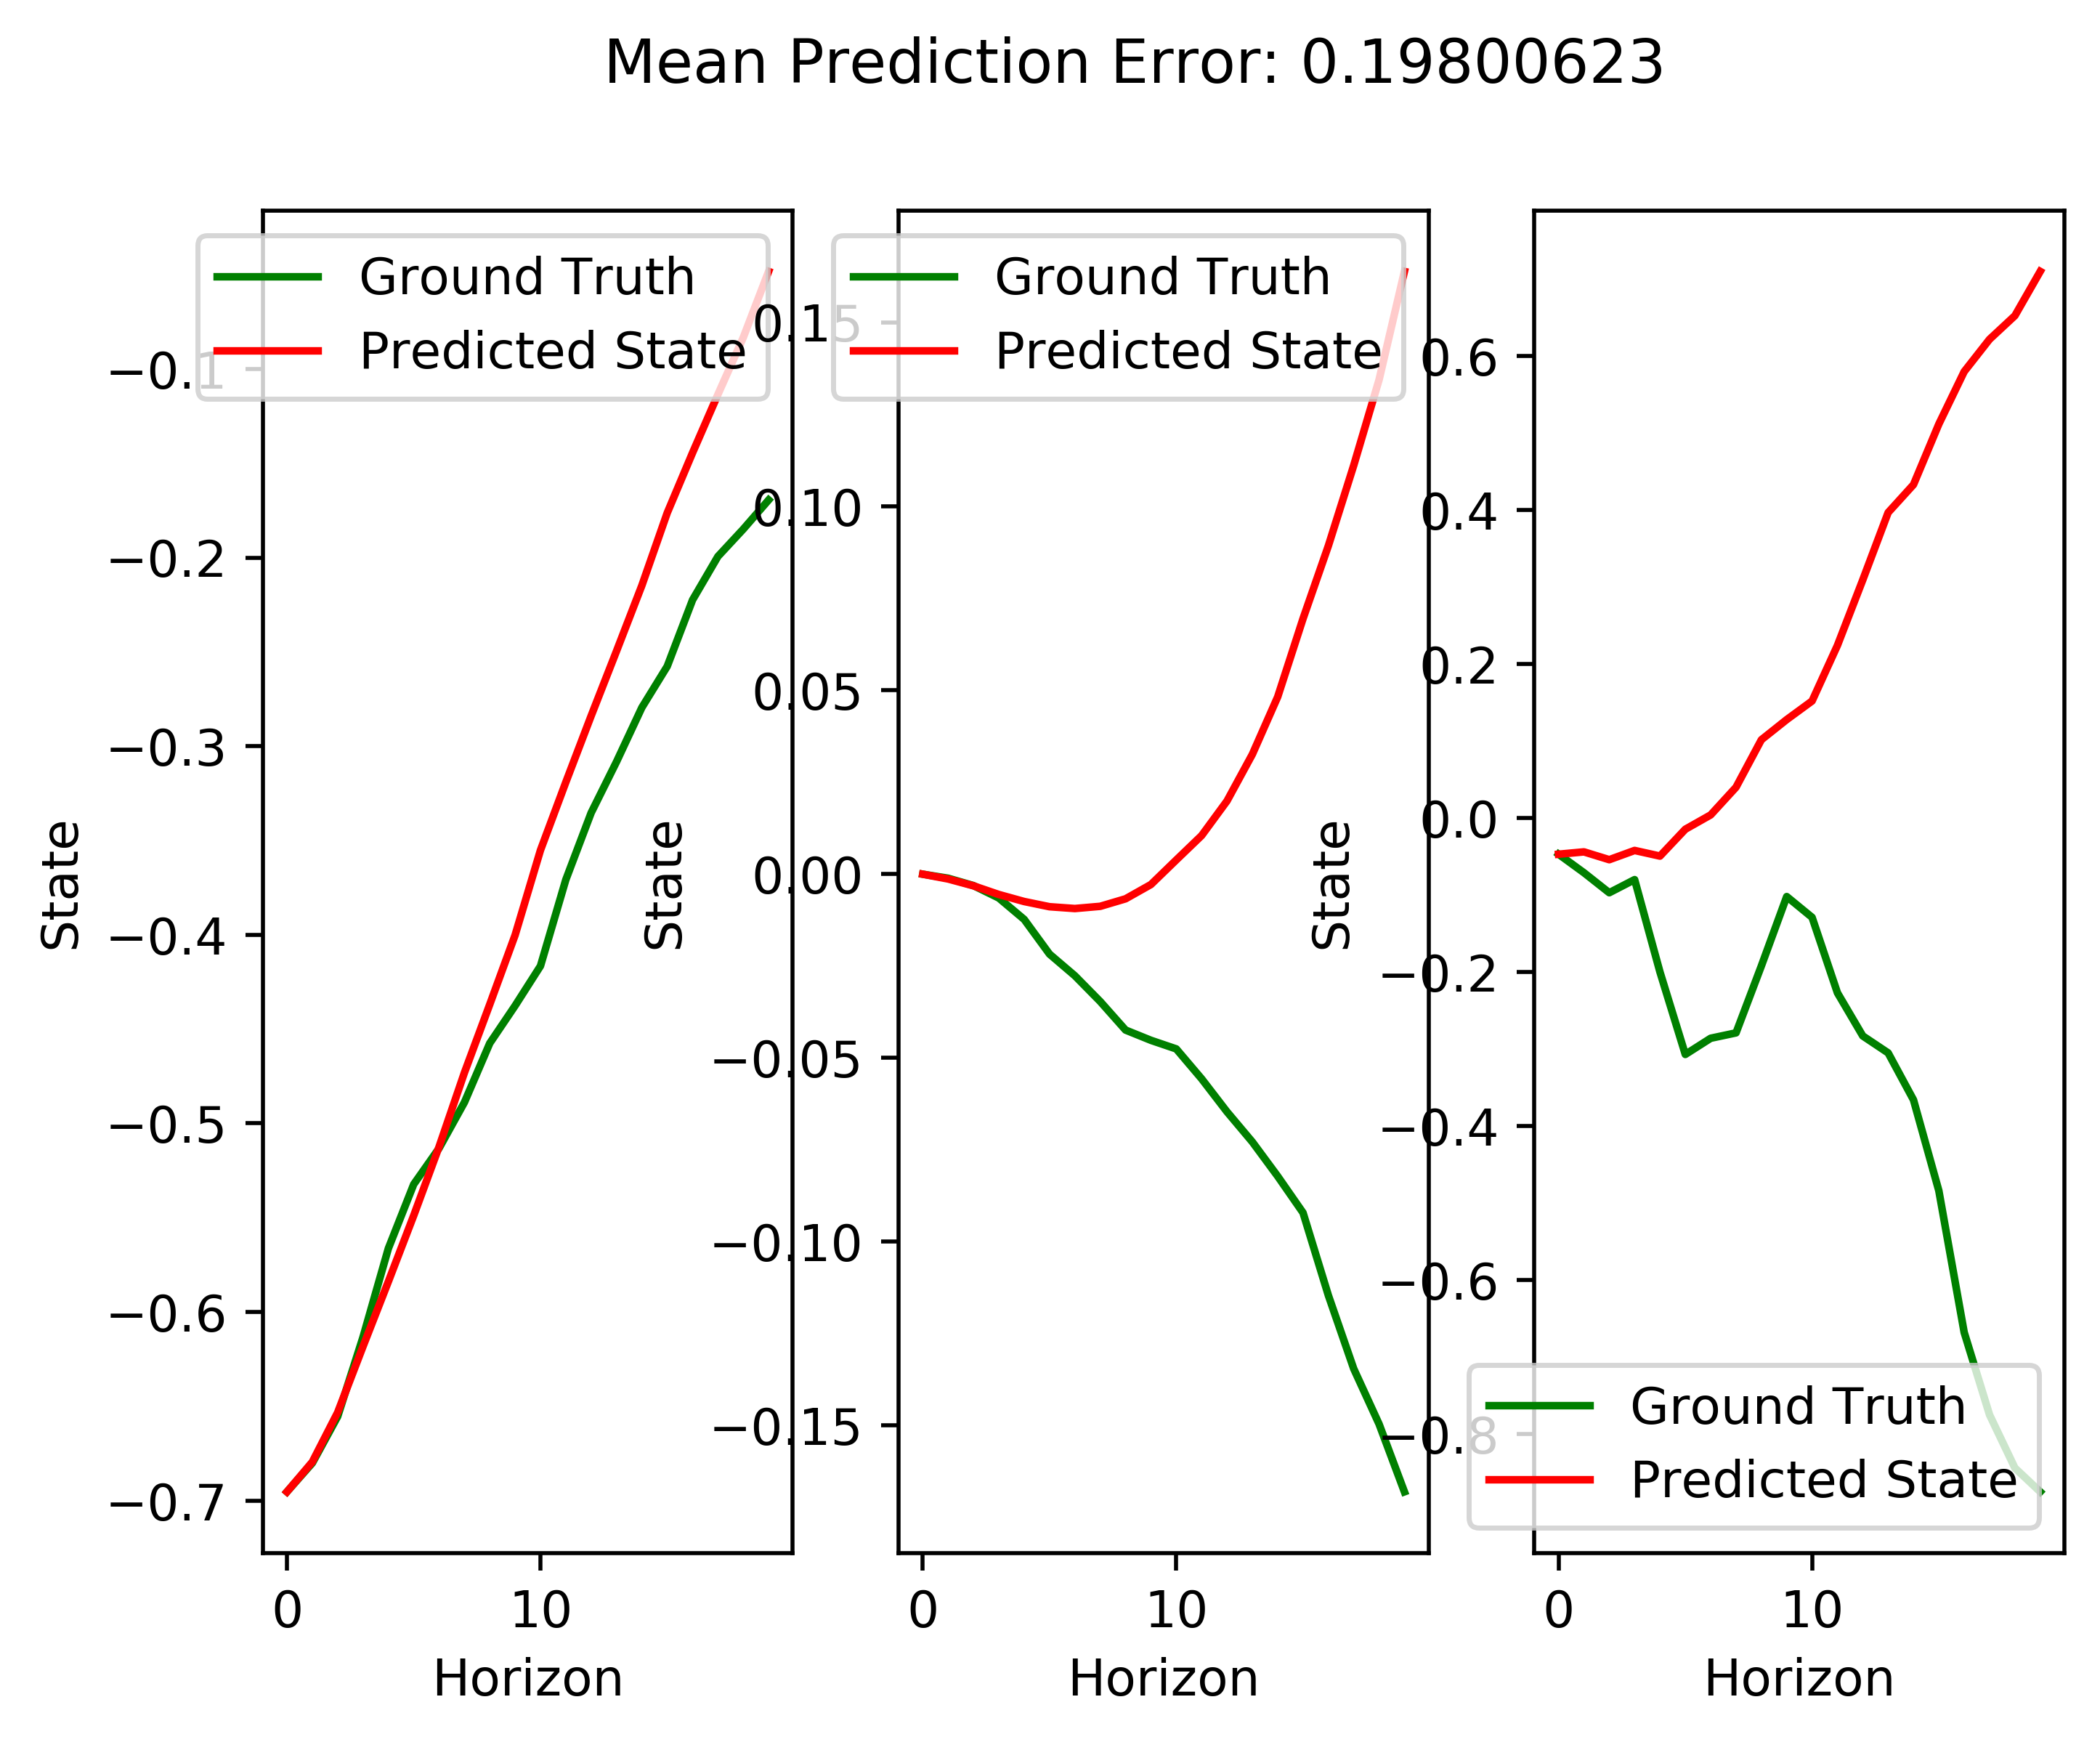 Mean Prediction Error: 0.19800623
Ground Truth
Predicted State
−0.1
−0.2
−0.3
−0.4
−0.5
−0.6
−0.7
State
0
10
Horizon
Ground Truth
Predicted State
0.15
0.10
0.05
0.00
−0.05
−0.10
−0.15
State
0
10
Horizon
0.6
0.4
0.2
0.0
−0.2
−0.4
−0.6
−0.8
State
Ground Truth
Predicted State
0
10
Horizon